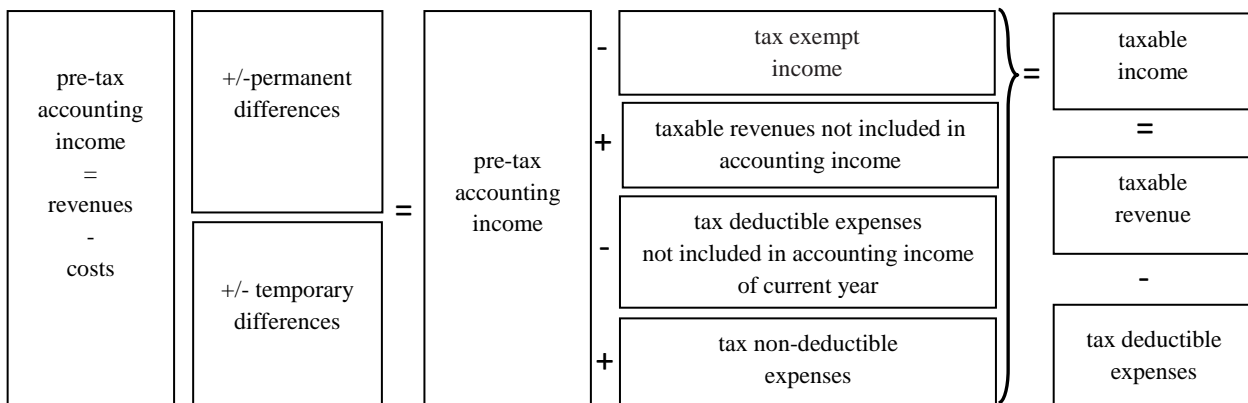 pre-tax
accounting
income
=
revenues
-
costs
+/-permanent
differences
+/- temporary
differences
=
pre-tax
accounting
income
-
tax exempt
income
+
taxable revenues not included in
accounting income
-
tax deductible expenses
not included in accounting income
of current year
+
tax non-deductible
expenses
=
taxable
income
=
taxable
revenue
-
tax deductible
expenses